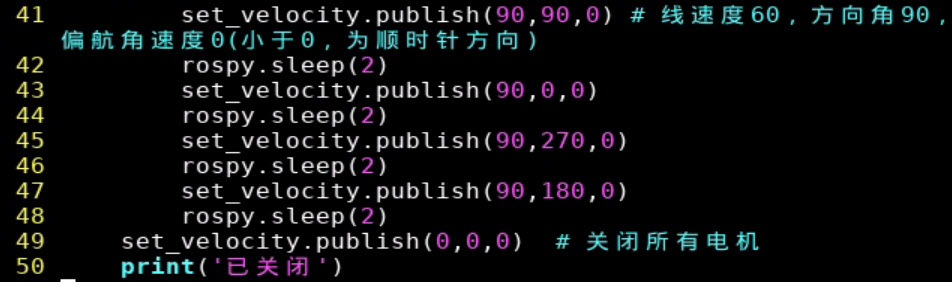 41        set_velocity.publish(90,90,0) # 线速度60，方向角90，
偏航角速度0(小于0，为顺时针方向)
42        rospy.sleep(2)
43        set_velocity.publish(90,0,0)
44        rospy.sleep(2)
45        set_velocity.publish(90,270,0)
46        rospy.sleep(2)
47        set_velocity.publish(90,180,0)
48        rospy.sleep(2)
49    set_velocity.publish(0,0,0)  # 关闭所有电机
50    print('已关闭')